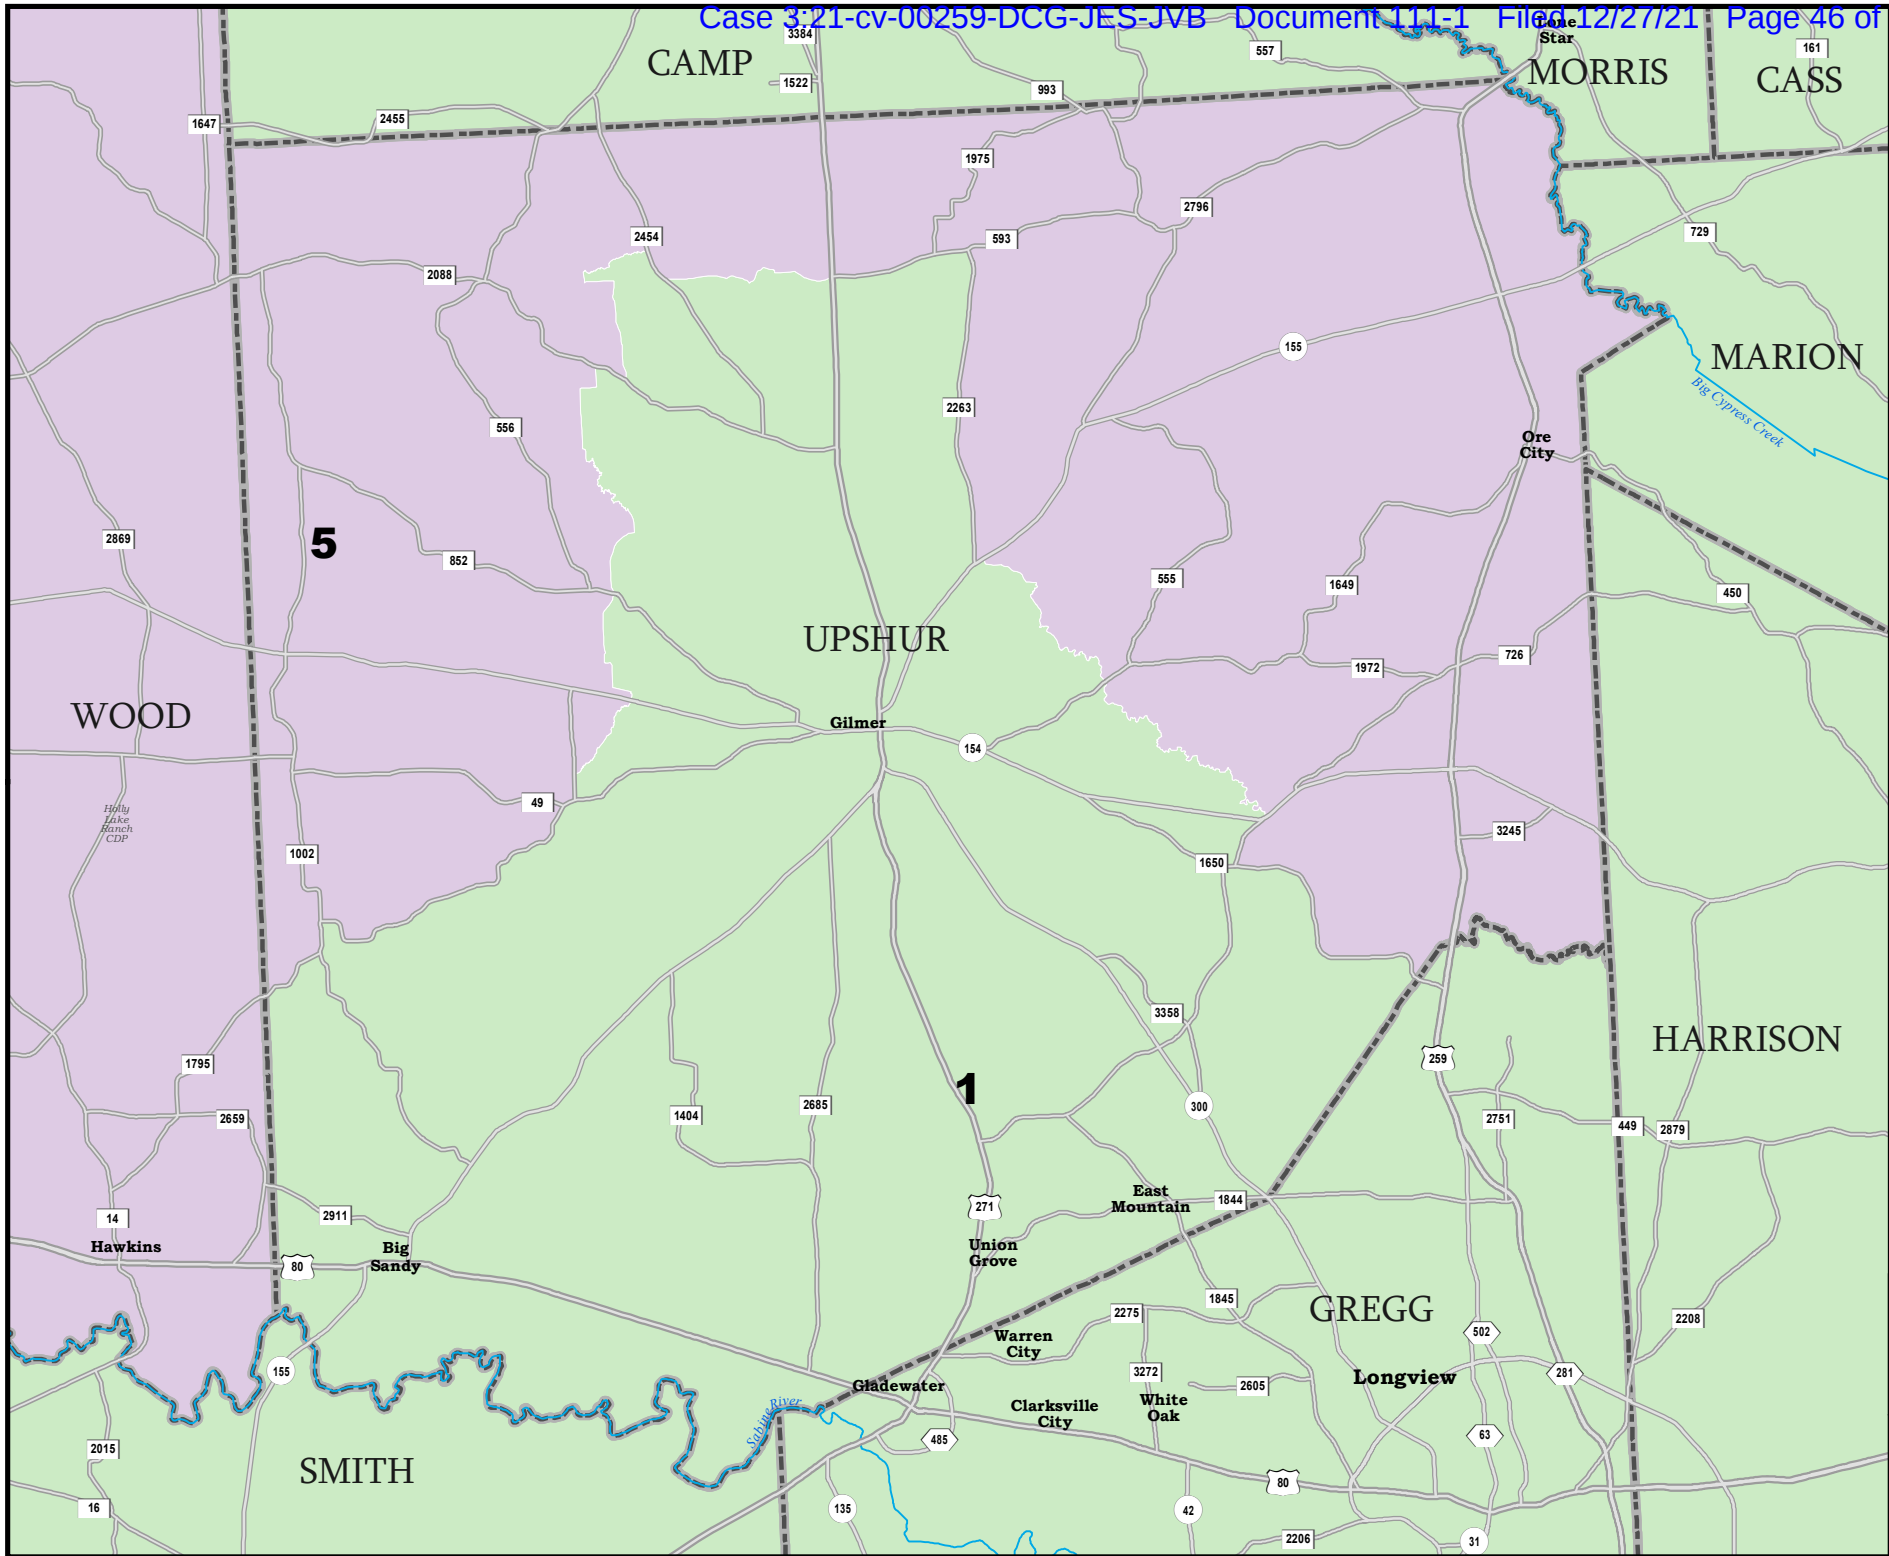 Case 3:21-cv-00259-DCG-JES-JVB Document 111-1 Filed 12/27/21 Page 46 of
Lone
Star
3384
CAMP
557
161
MORRIS
CASS
1522
993
2455
1647
1975
2796
729
2454
593
2088
155
MARION
Big Cypress Creek
2263
556
Ore
City
2869
5
852
555
1649
450
UPSHUR
726
1972
WOOD
Gilmer
154
49
Holly
Lake
Ranch
CDP
3245
1002
1650
3358
HARRISON
259
1795
1
2685
300
1404
2659
2751
449
2879
East
Mountain
1844
271
2911
14
Hawkins
Big
Sandy
Union
Grove
80
1845
2275
GREGG
2208
502
Warren
City
155
3272
Longview
281
Gladewater
2605
Sabine River
Clarksville
City
White
Oak
485
63
2015
SMITH
80
16
135
42
2206
31